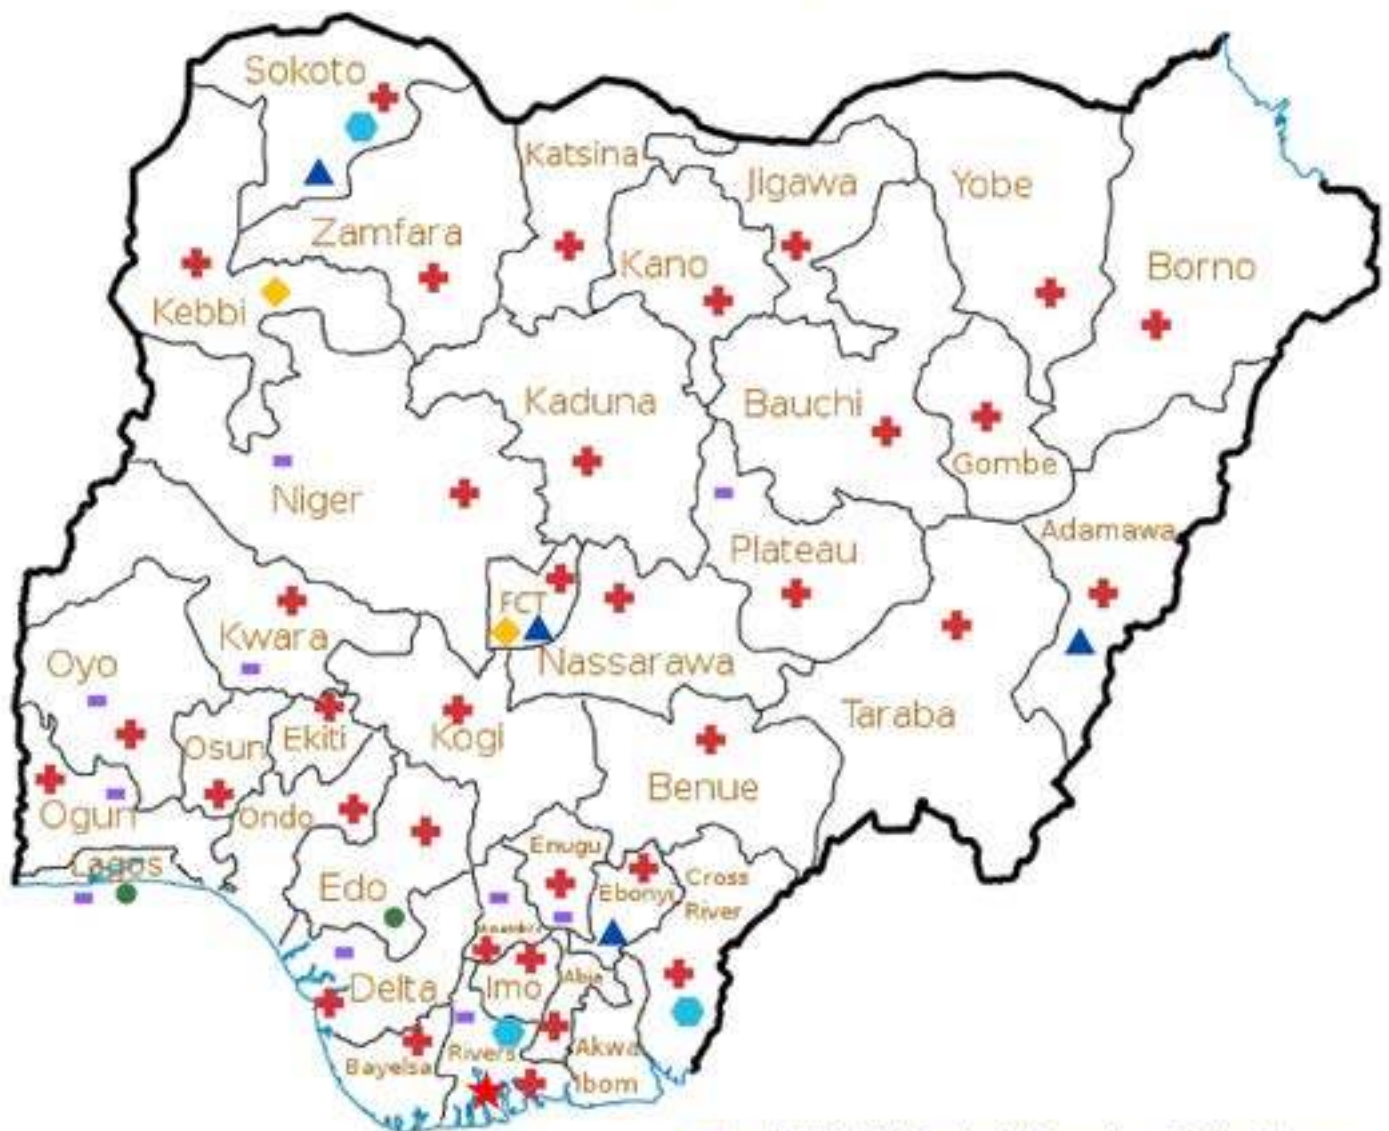 Sokoto
Katsina
Jigawa
Yobe
Zamfara
Kano
Borno
Kebbi
Kaduna
Bauchi
Gombe
Niger
Adamawa
Plateau
FCT
Kwara
Nassarawa
Oyo
Taraba
Osun
Ekiti
Kogi
Benue
Ogun
Ondo
Lagos
Enugu
Edo
Ebonyi
Cross
River
Delta
Imo
Abia
Rivers
Bayelsa
Akwa
Ibom